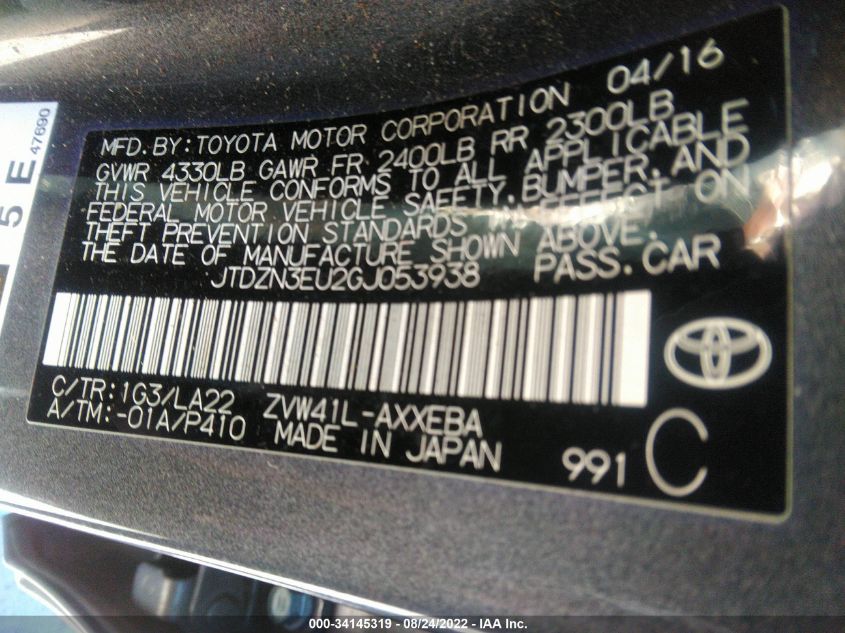 5 E
47690
MFD. BY: TOYOTA MOTOR CORPORATION 04/16
GVWR 4330LB GAWR FR 2400LB RR 2300LB
THIS VEHICLE CONFORMS TO ALL APPLICABLE
FEDERAL MOTOR VEHICLE SAFETY, BUMPER, AND
THEFT PREVENTION STANDARDS IN EFFECT ON
THE DATE OF MANUFACTURE SHOWN ABOVE.
JTDZN3EU2GJ053938 PASS. CAR
C/TR: 1G3/LA22 ZVW41L-AXXEBA
A/TM: -01A/P410 MADE IN JAPAN
991 C
000-34145319 - 08/24/2022 - IAA Inc.